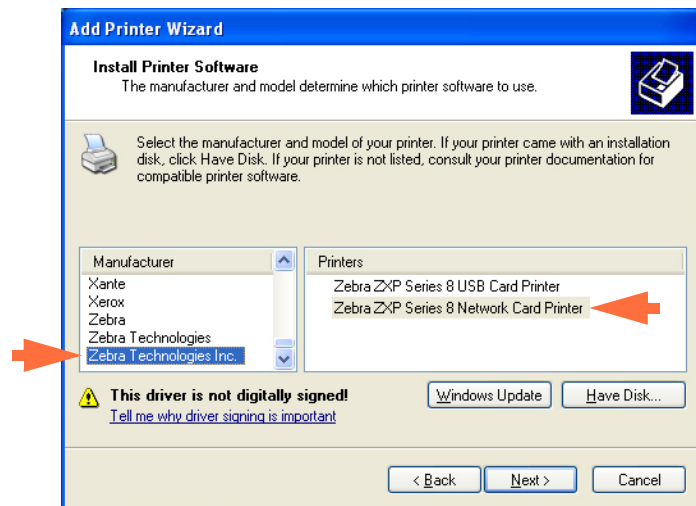 Add Printer Wizard
Install Printer Software
The manufacturer and model determine which printer software to use.
Select the manufacturer and model of your printer. If your printer came with an installation
disk, click Have Disk. If your printer is not listed, consult your printer documentation for
compatible printer software.
Manufacturer
Xante
Xerox
Zebra
Zebra Technologies
Zebra Technologies Inc.
Printers
Zebra ZXP Series 8 USB Card Printer
Zebra ZXP Series 8 Network Card Printer
This driver is not digitally signed!
Tell me why driver signing is important
Windows Update
Have Disk...
< Back
Next >
Cancel